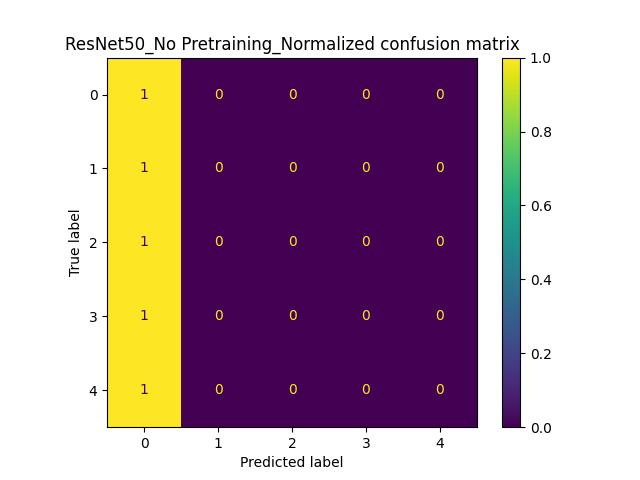 ResNet50_No Pretraining_Normalized confusion matrix
1.0
0 1 0 0 0 0
0.8
1 1 0 0 0 0
0.6
True label
2 1 0 0 0 0
0.4
3 1 0 0 0 0
0.2
4 1 0 0 0 0
0.0
0 1 2 3 4
Predicted label